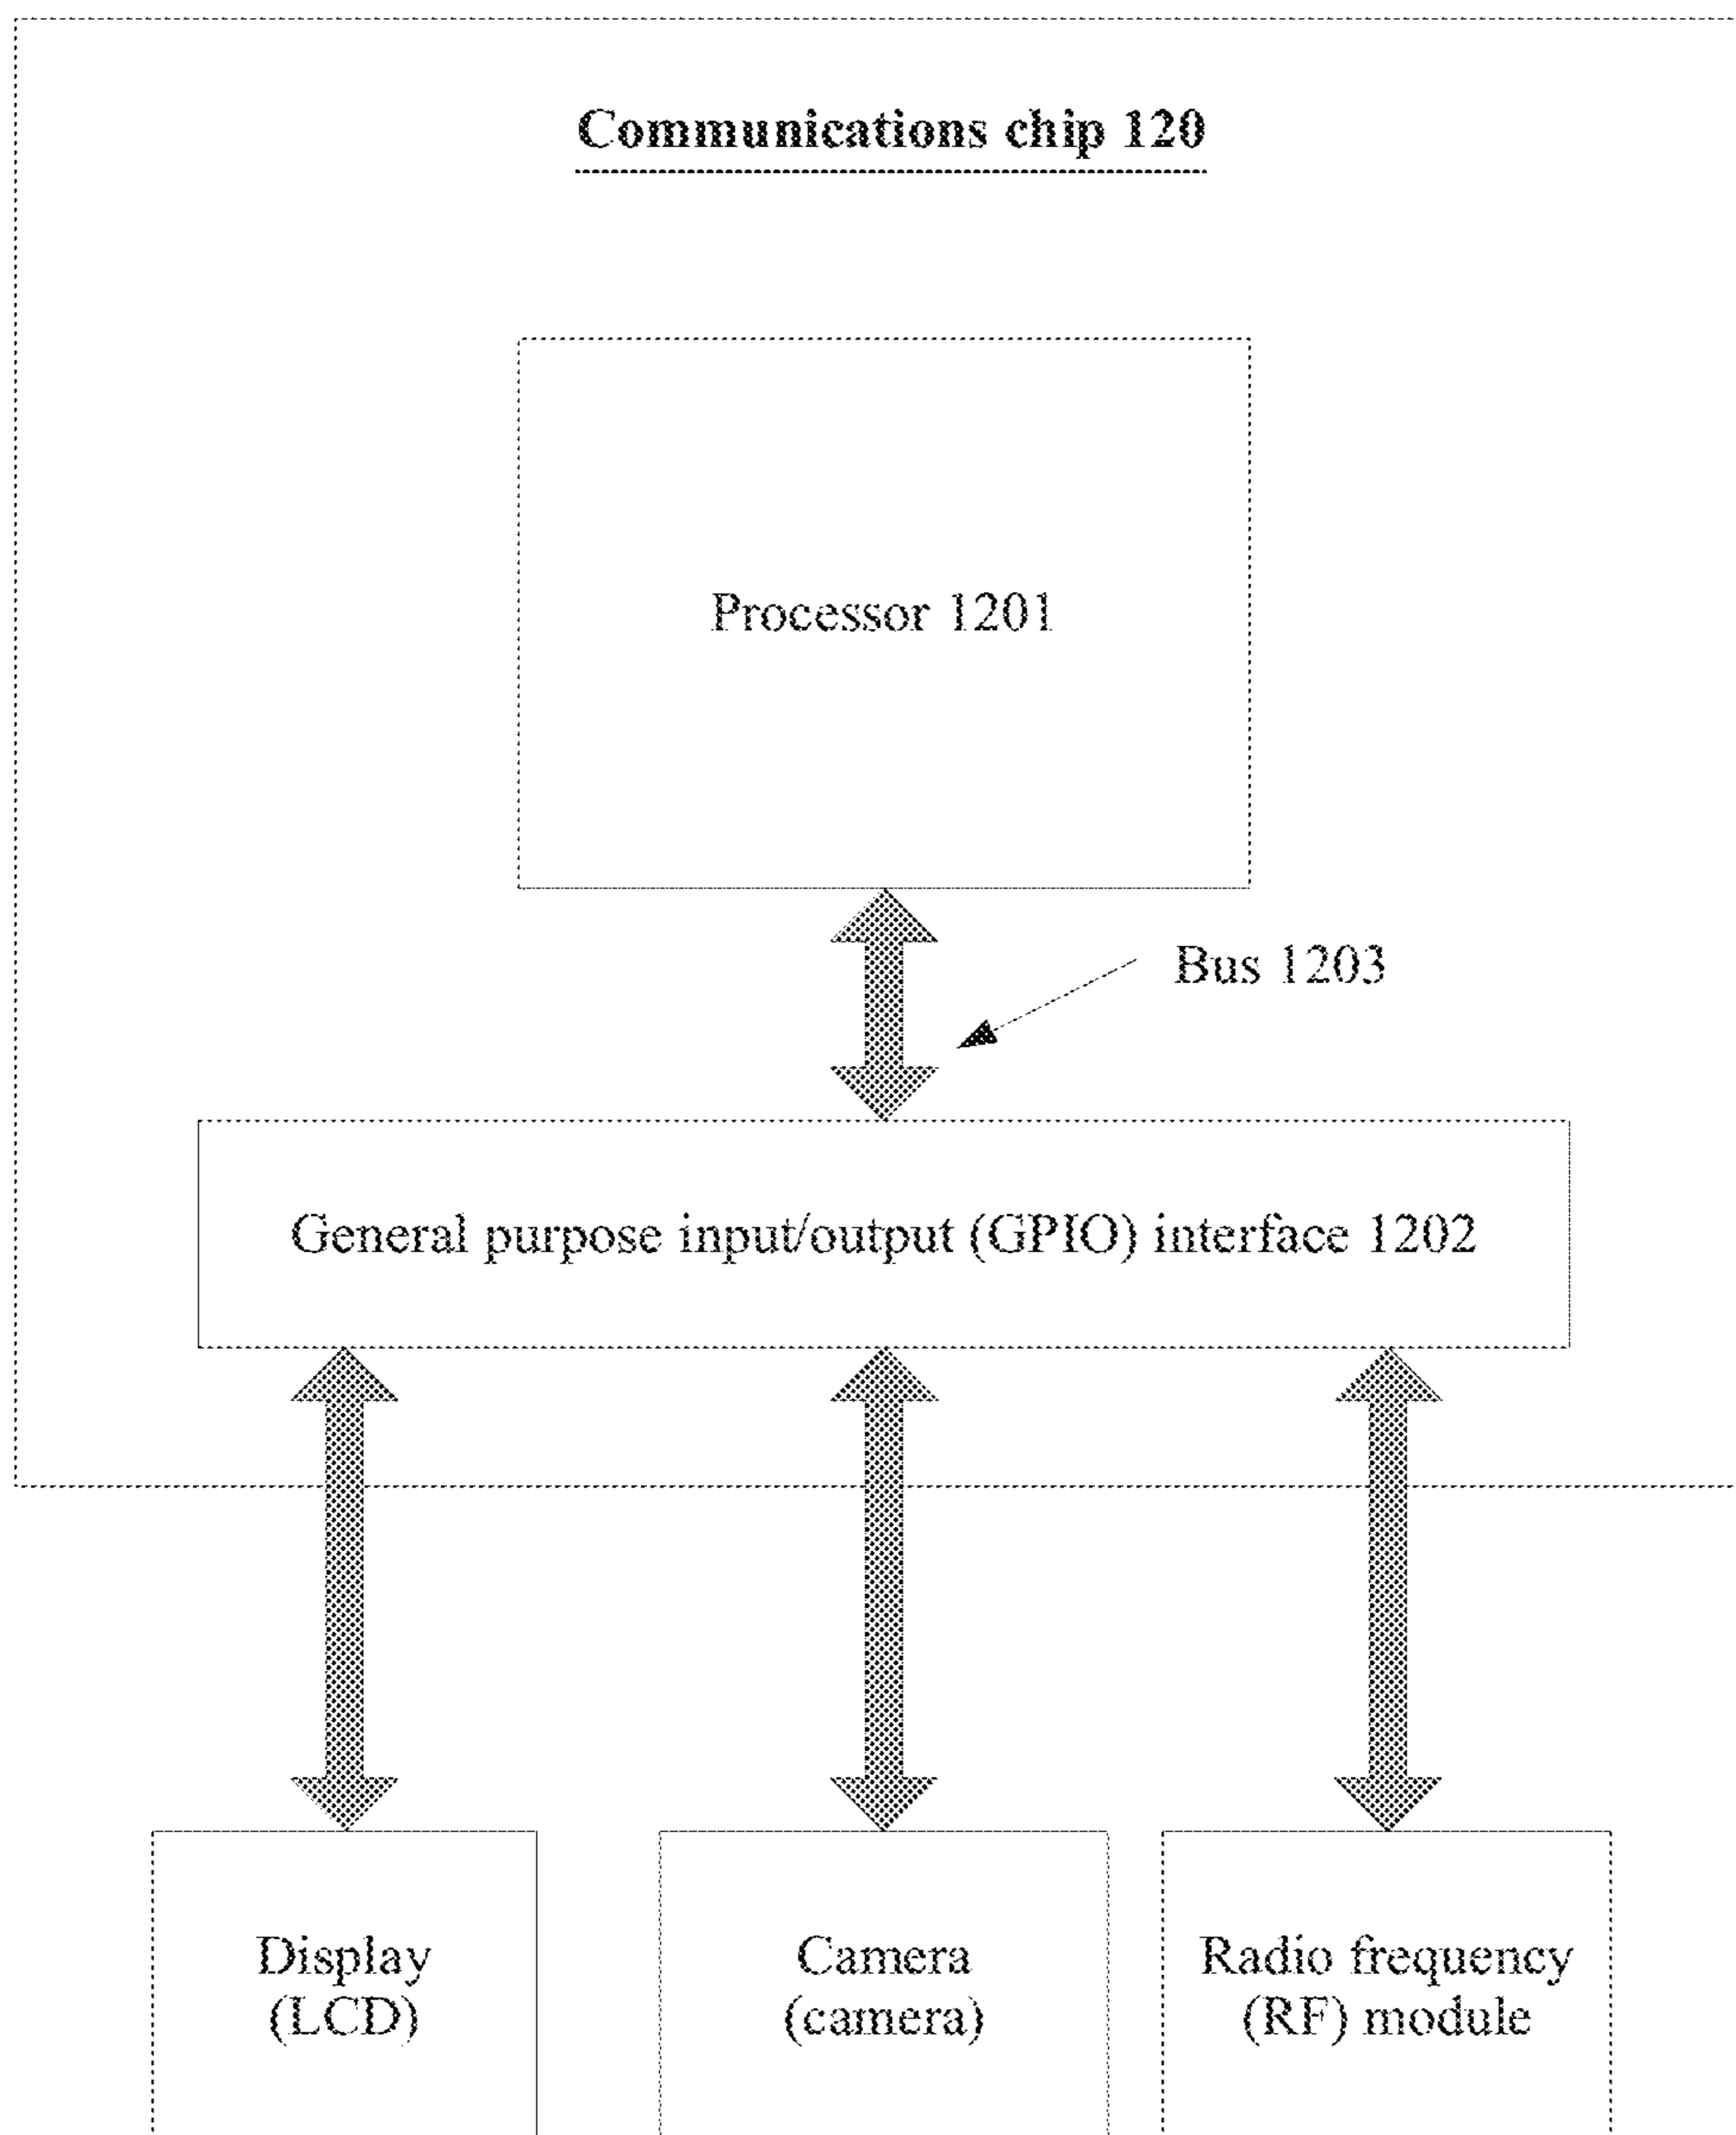 Communications chip 120
Processor 1201
Bus 1203
General purpose input/output (GPIO) interface 1202
Display
(LCD)
Camera
(camera)
Radio frequency
(RF) module